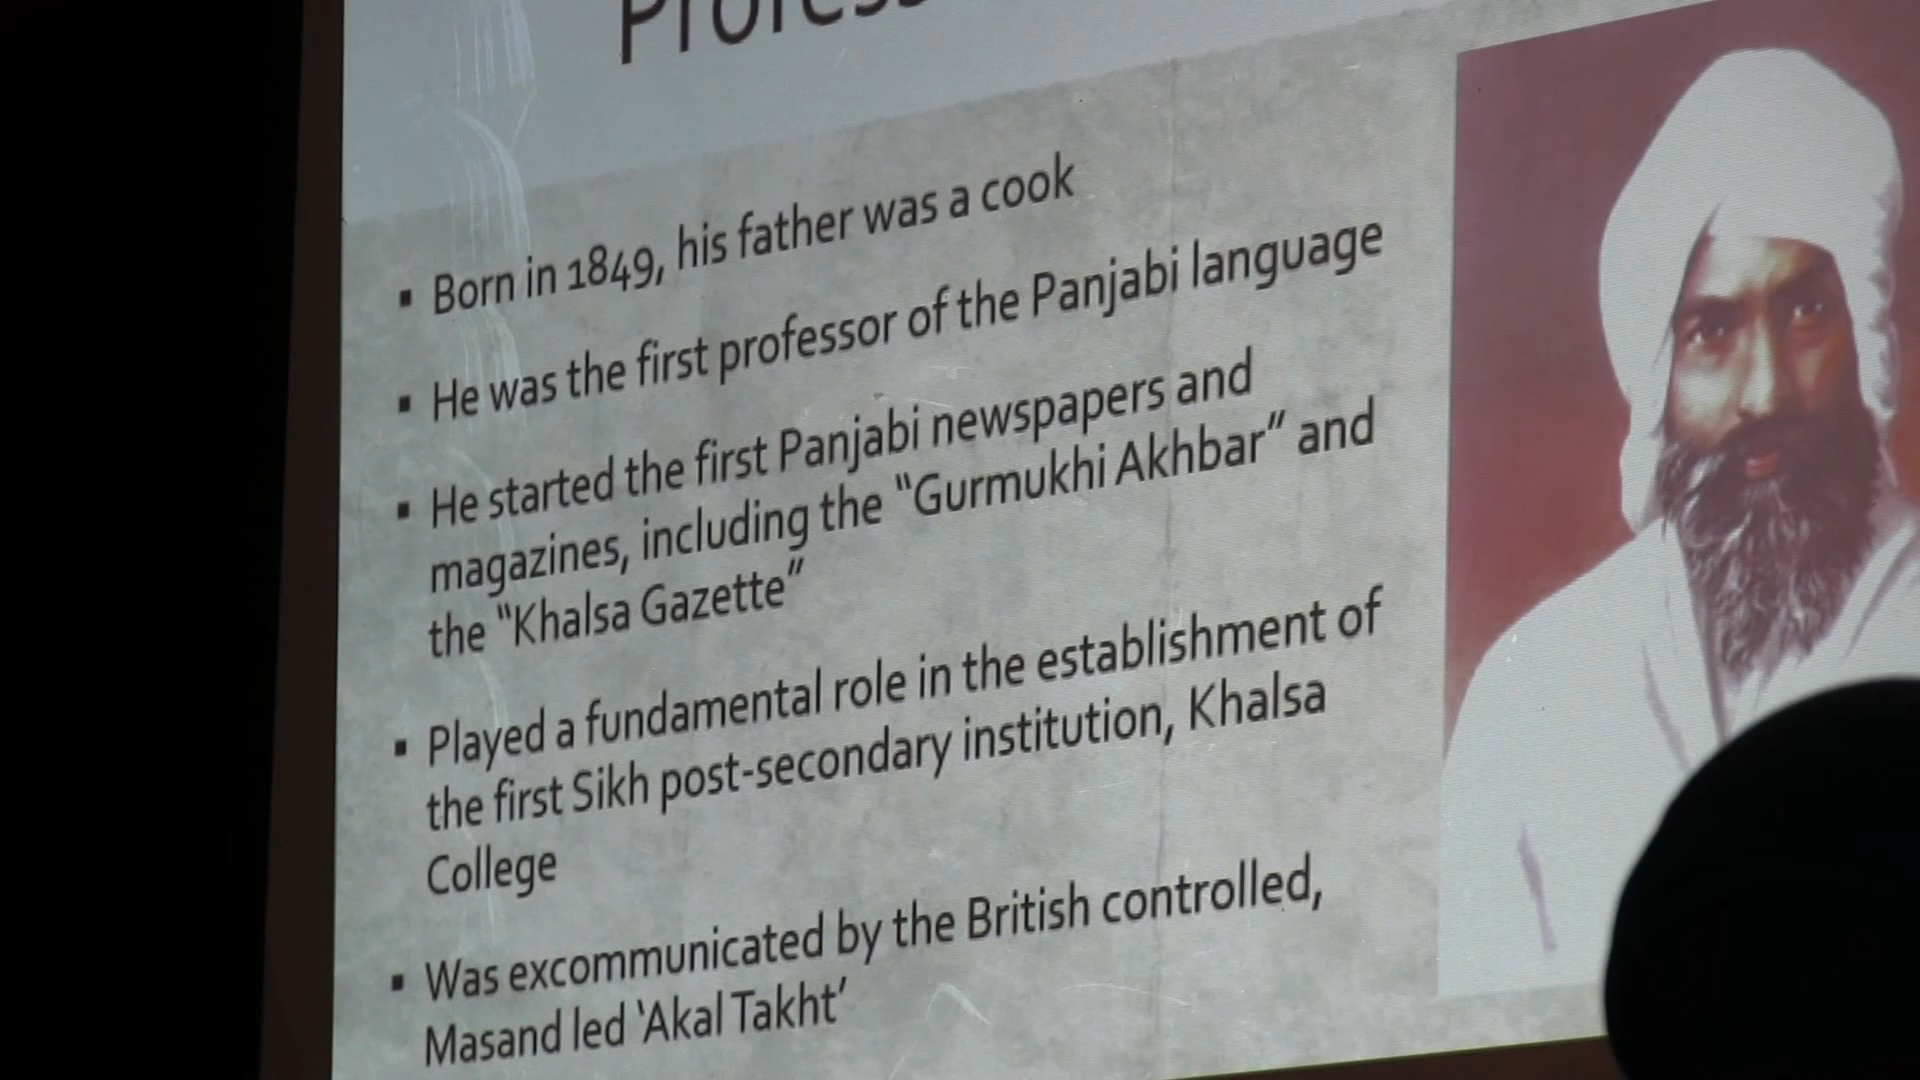 ▪ Born in 1849, his father was a cook
▪ He was the first professor of the Panjabi language
▪ He started the first Panjabi newspapers and
magazines, including the "Gurmukhi Akhbar" and
the "Khalsa Gazette"
▪ Played a fundamental role in the establishment of
the first Sikh post-secondary institution, Khalsa
College
▪ Was excommunicated by the British controlled,
Masand led 'Akal Takht'